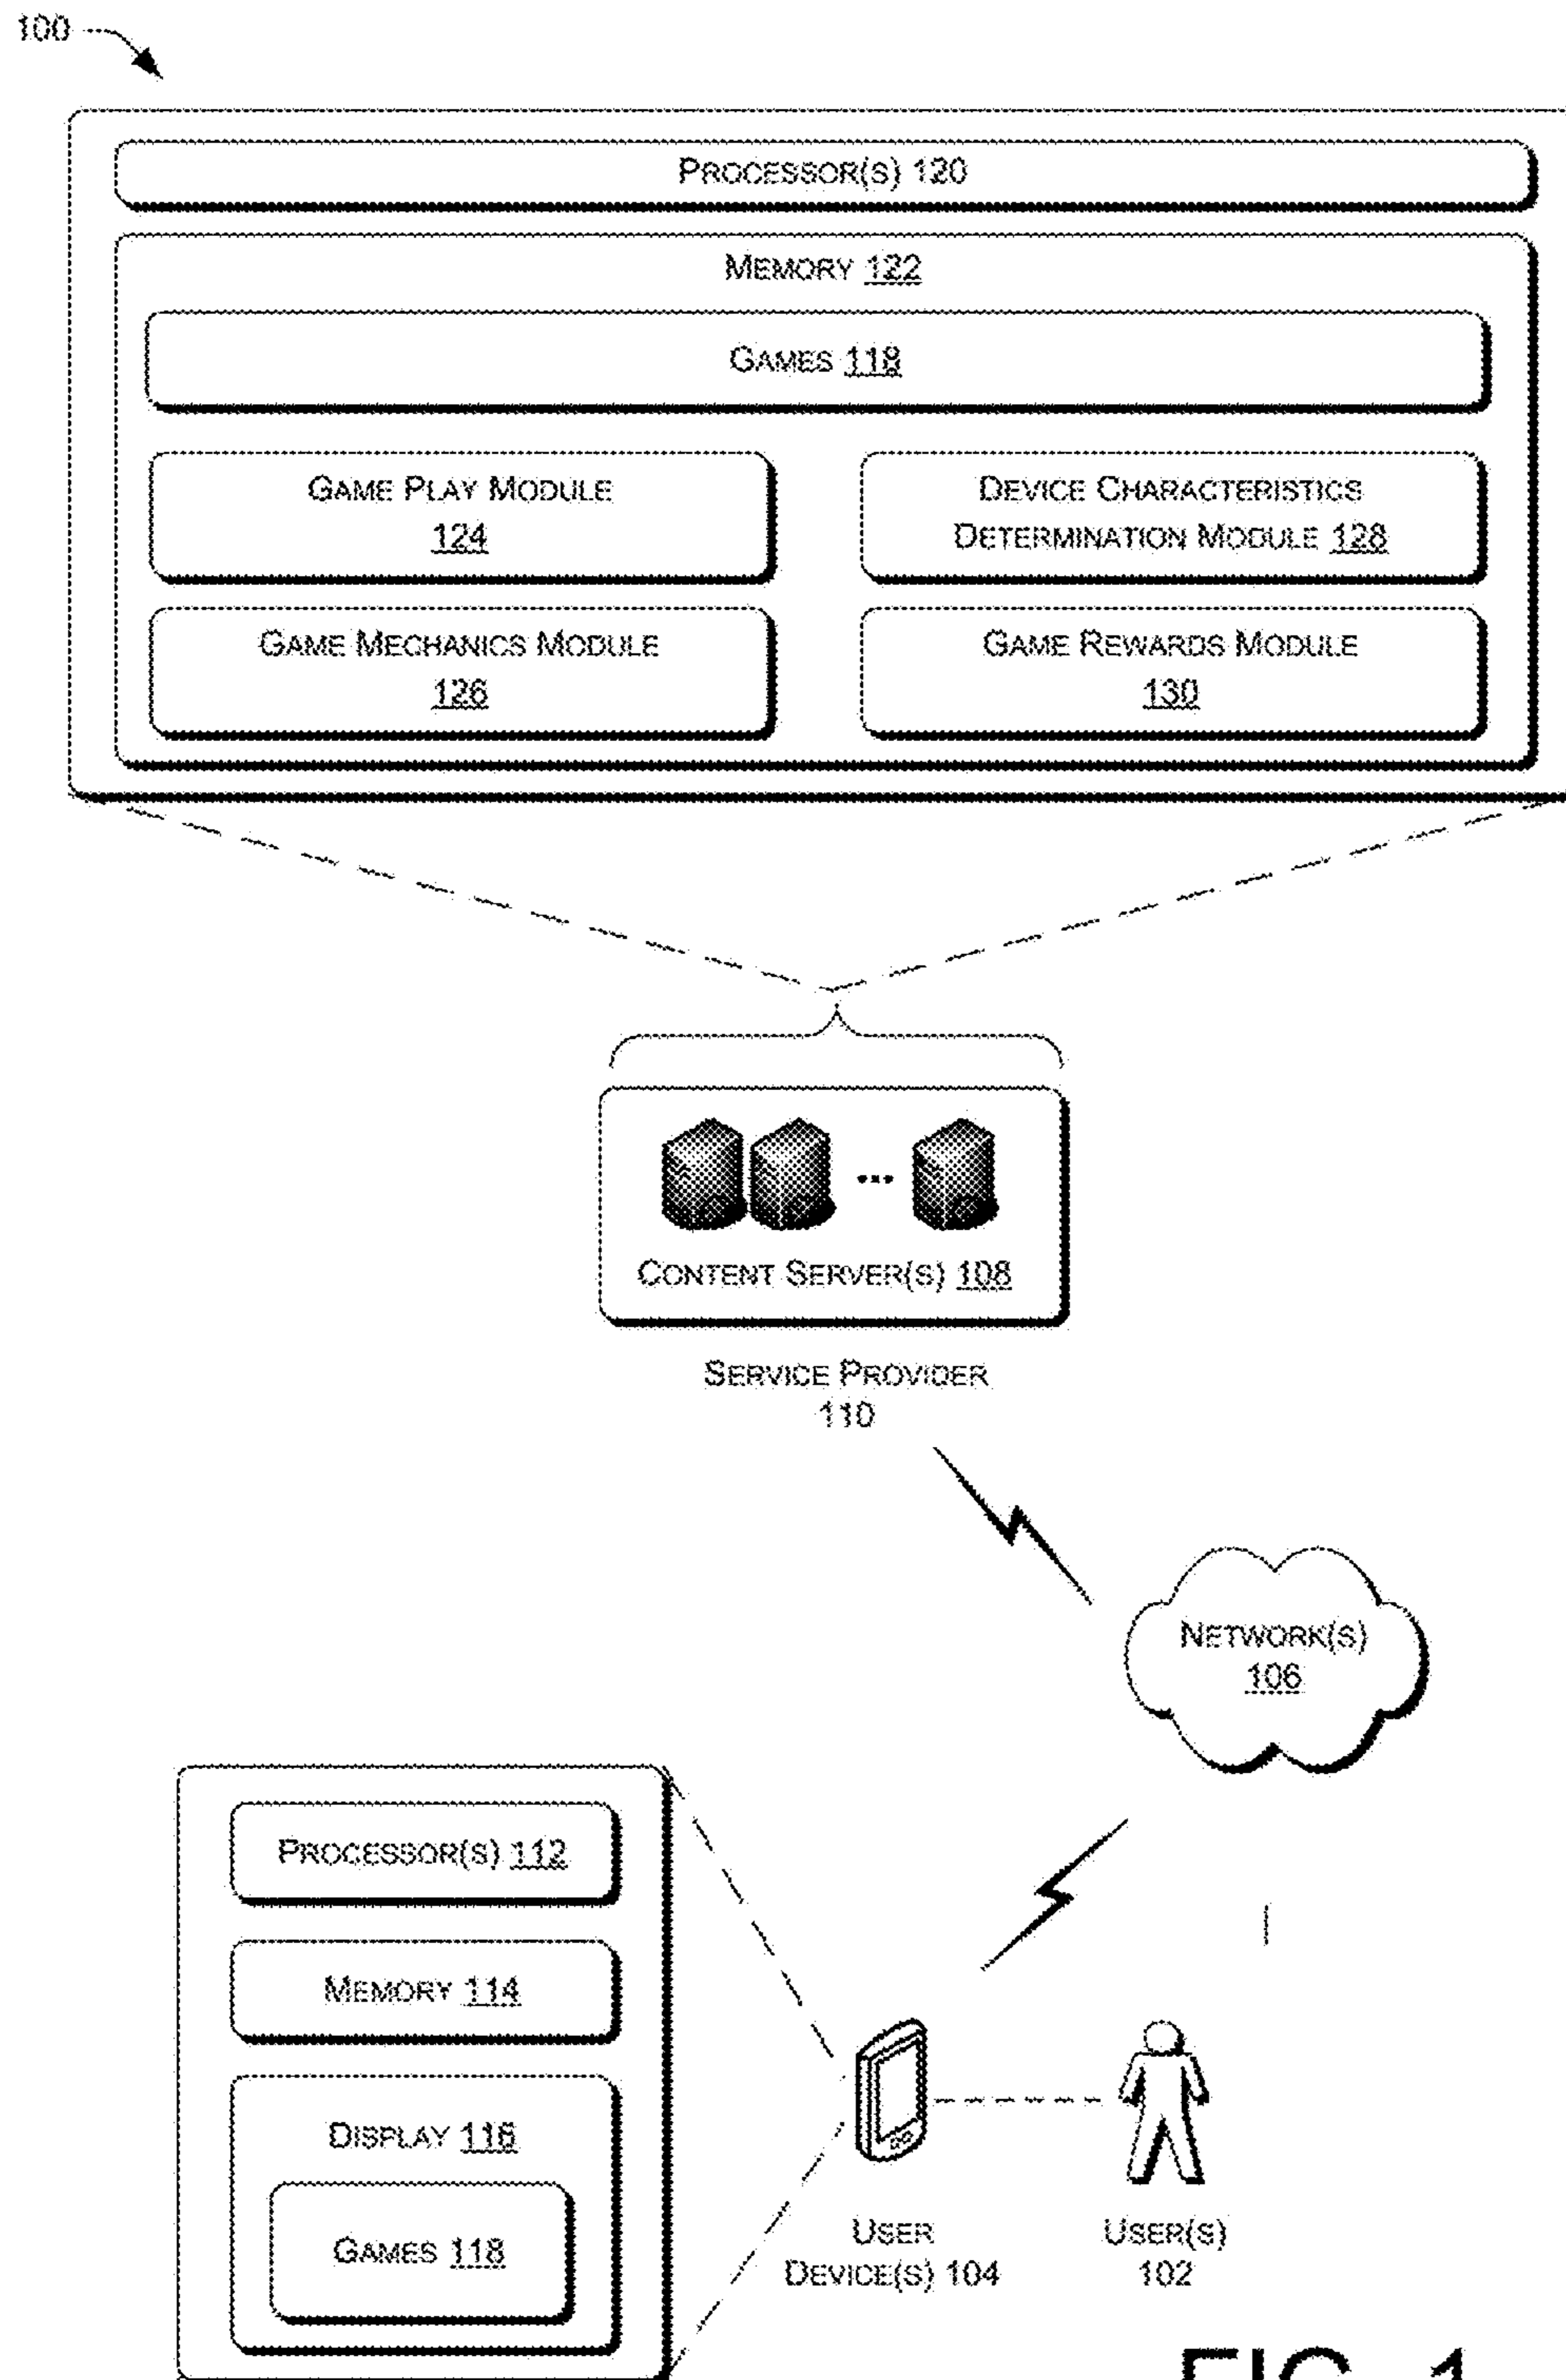 100
PROCESSOR(S) 120
MEMORY 122
GAMES 118
GAME PLAY MODULE
124
DEVICE CHARACTERISTICS
DETERMINATION MODULE 128
GAME MECHANICS MODULE
126
GAME REWARDS MODULE
130
CONTENT SERVER(S) 108
SERVICE PROVIDER
110
NETWORK(S)
106
PROCESSOR(S) 112
MEMORY 114
DISPLAY 116
GAMES 118
USER
DEVICE(S) 104
USER(S)
102
FIG. 1